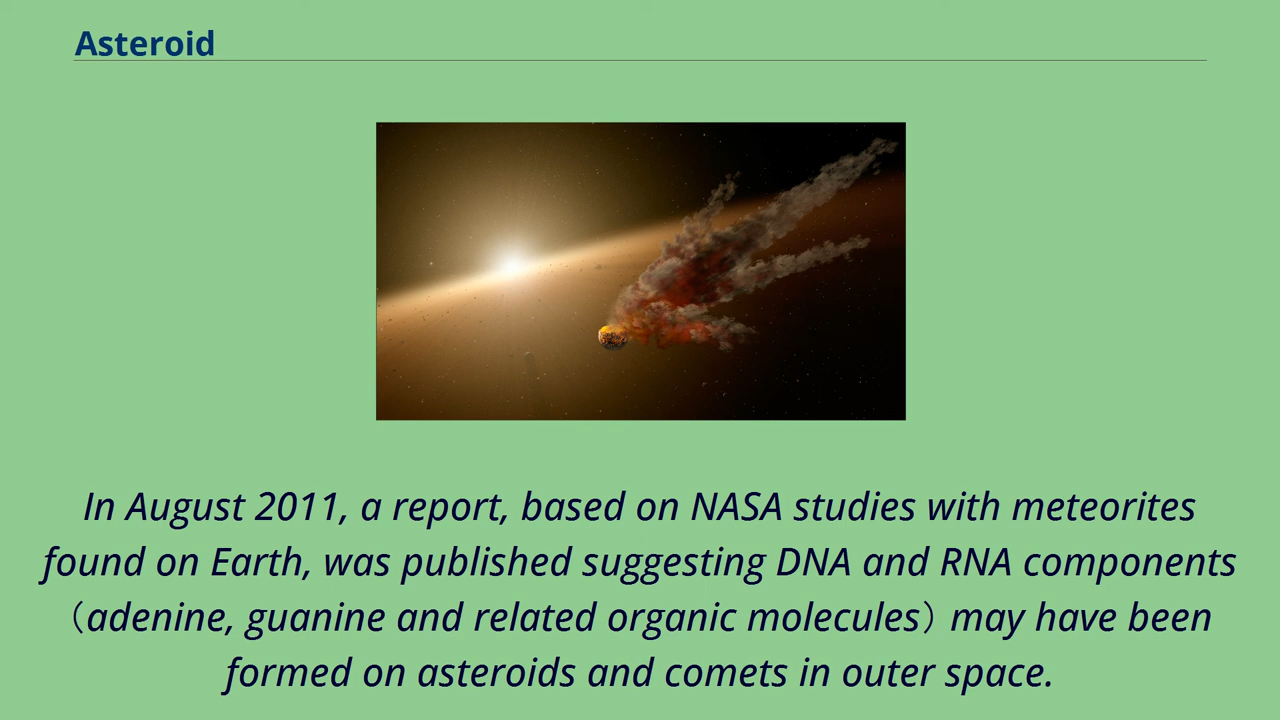 Asteroid
In August 2011, a report, based on NASA studies with meteorites
found on Earth, was published suggesting DNA and RNA components
（adenine, guanine and related organic molecules）may have been
formed on asteroids and comets in outer space.